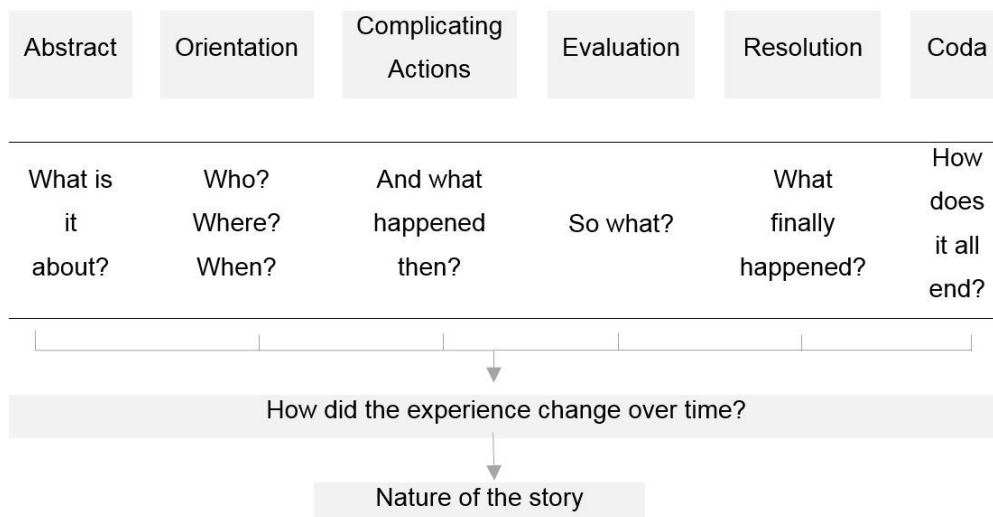 Abstract
Orientation
Complicating
Actions
Evaluation
Resolution
Coda
What is
it
about?
Who?
Where?
When?
And what
happened
then?
So what?
What
finally
happened?
How
does
it all
end?
How did the experience change over time?
Nature of the story